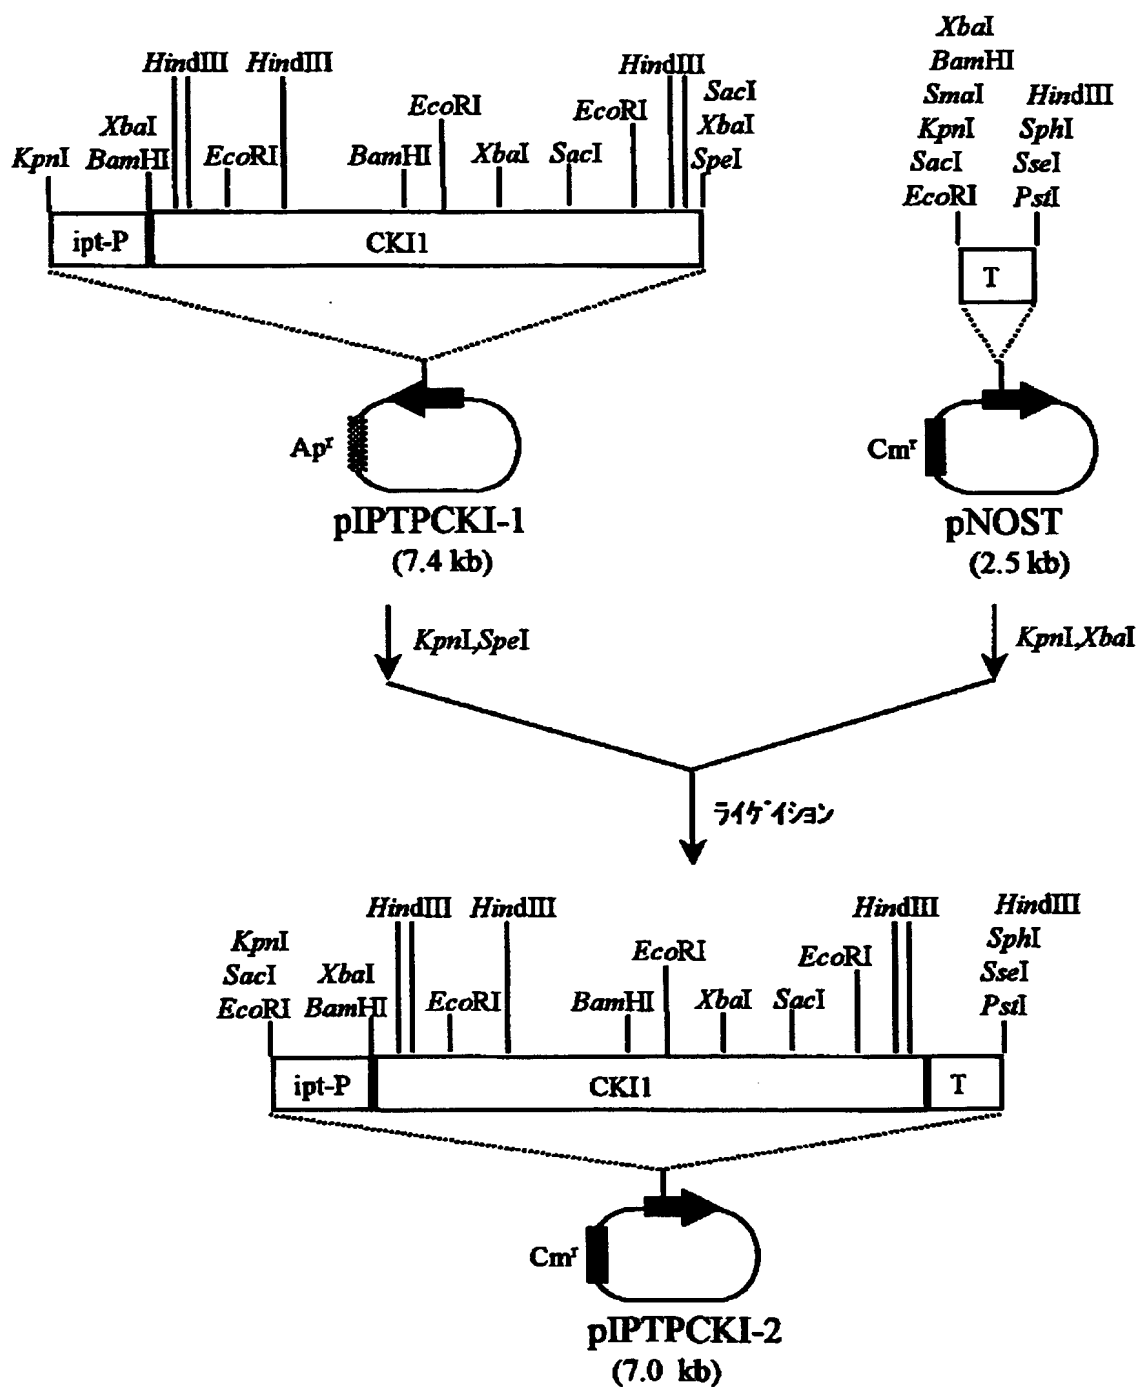 HindIII HindIII HindIII
SacI
EcoRI EcoRI
XbaI XbaI
KpnI BamHI EcoRI BamHI XbaI SacI SpeI
ipt-P CKI1
Apʳ
pIPTPCKI-1
(7.4 kb)
XbaI
BamHI
SmaI HindIII
KpnI SphI
SacI SseI
EcoRI PstI
T
Cmʳ
pNOST
(2.5 kb)
KpnI,SpeI
KpnI,XbaI
ライゲイション
HindIII HindIII HindIII HindIII
KpnI EcoRI EcoRI SphI
SacI XbaI SseI
EcoRI BamHI EcoRI BamHI XbaI SacI PstI
ipt-P CKI1 T
Cmʳ
pIPTPCKI-2
(7.0 kb)